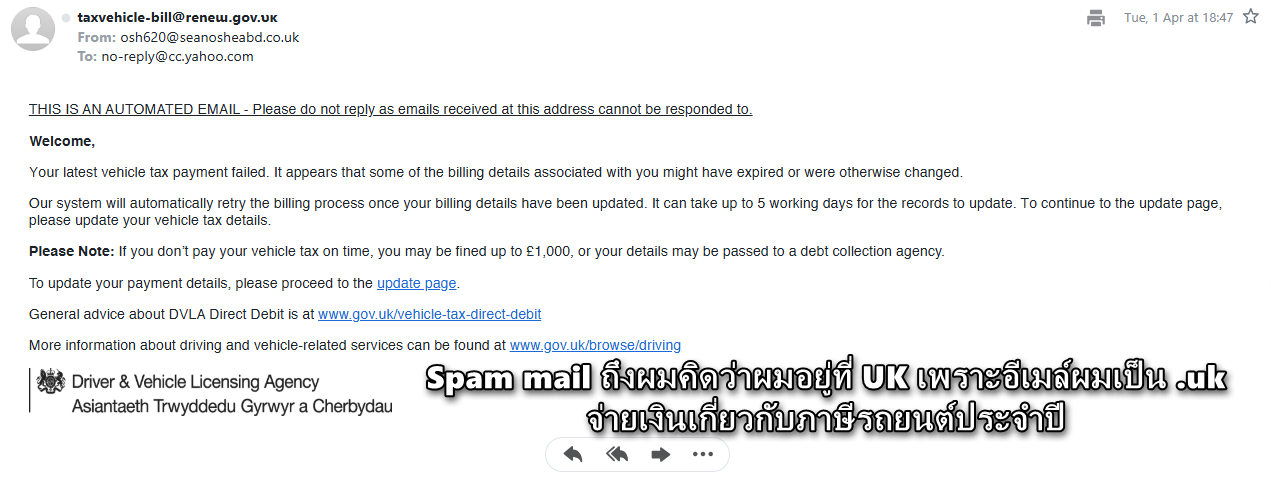 taxvehicle-bill@reneɯ.gov.ᴜᴋ
Tue, 1 Apr at 18:47
From: osh620@seanosheabd.co.uk
To: no-reply@cc.yahoo.com
THIS IS AN AUTOMATED EMAIL - Please do not reply as emails received at this address cannot be responded to.
Welcome,
Your latest vehicle tax payment failed. It appears that some of the billing details associated with you might have expired or were otherwise changed.
Our system will automatically retry the billing process once your billing details have been updated. It can take up to 5 working days for the records to update. To continue to the update page,
please update your vehicle tax details.
Please Note: If you don’t pay your vehicle tax on time, you may be fined up to £1,000, or your details may be passed to a debt collection agency.
To update your payment details, please proceed to the update page.
General advice about DVLA Direct Debit is at www.gov.uk/vehicle-tax-direct-debit
More information about driving and vehicle-related services can be found at www.gov.uk/browse/driving
Driver & Vehicle Licensing Agency
Asiantaeth Trwyddedu Gyrwyr a Cherbydau
Spam mail ถึงผมคิดว่าผมอยู่ที่ UK เพราะอีเมล์ผมเป็น .uk
จ่ายเงินเกี่ยวกับภาษีรถยนต์ประจำปี